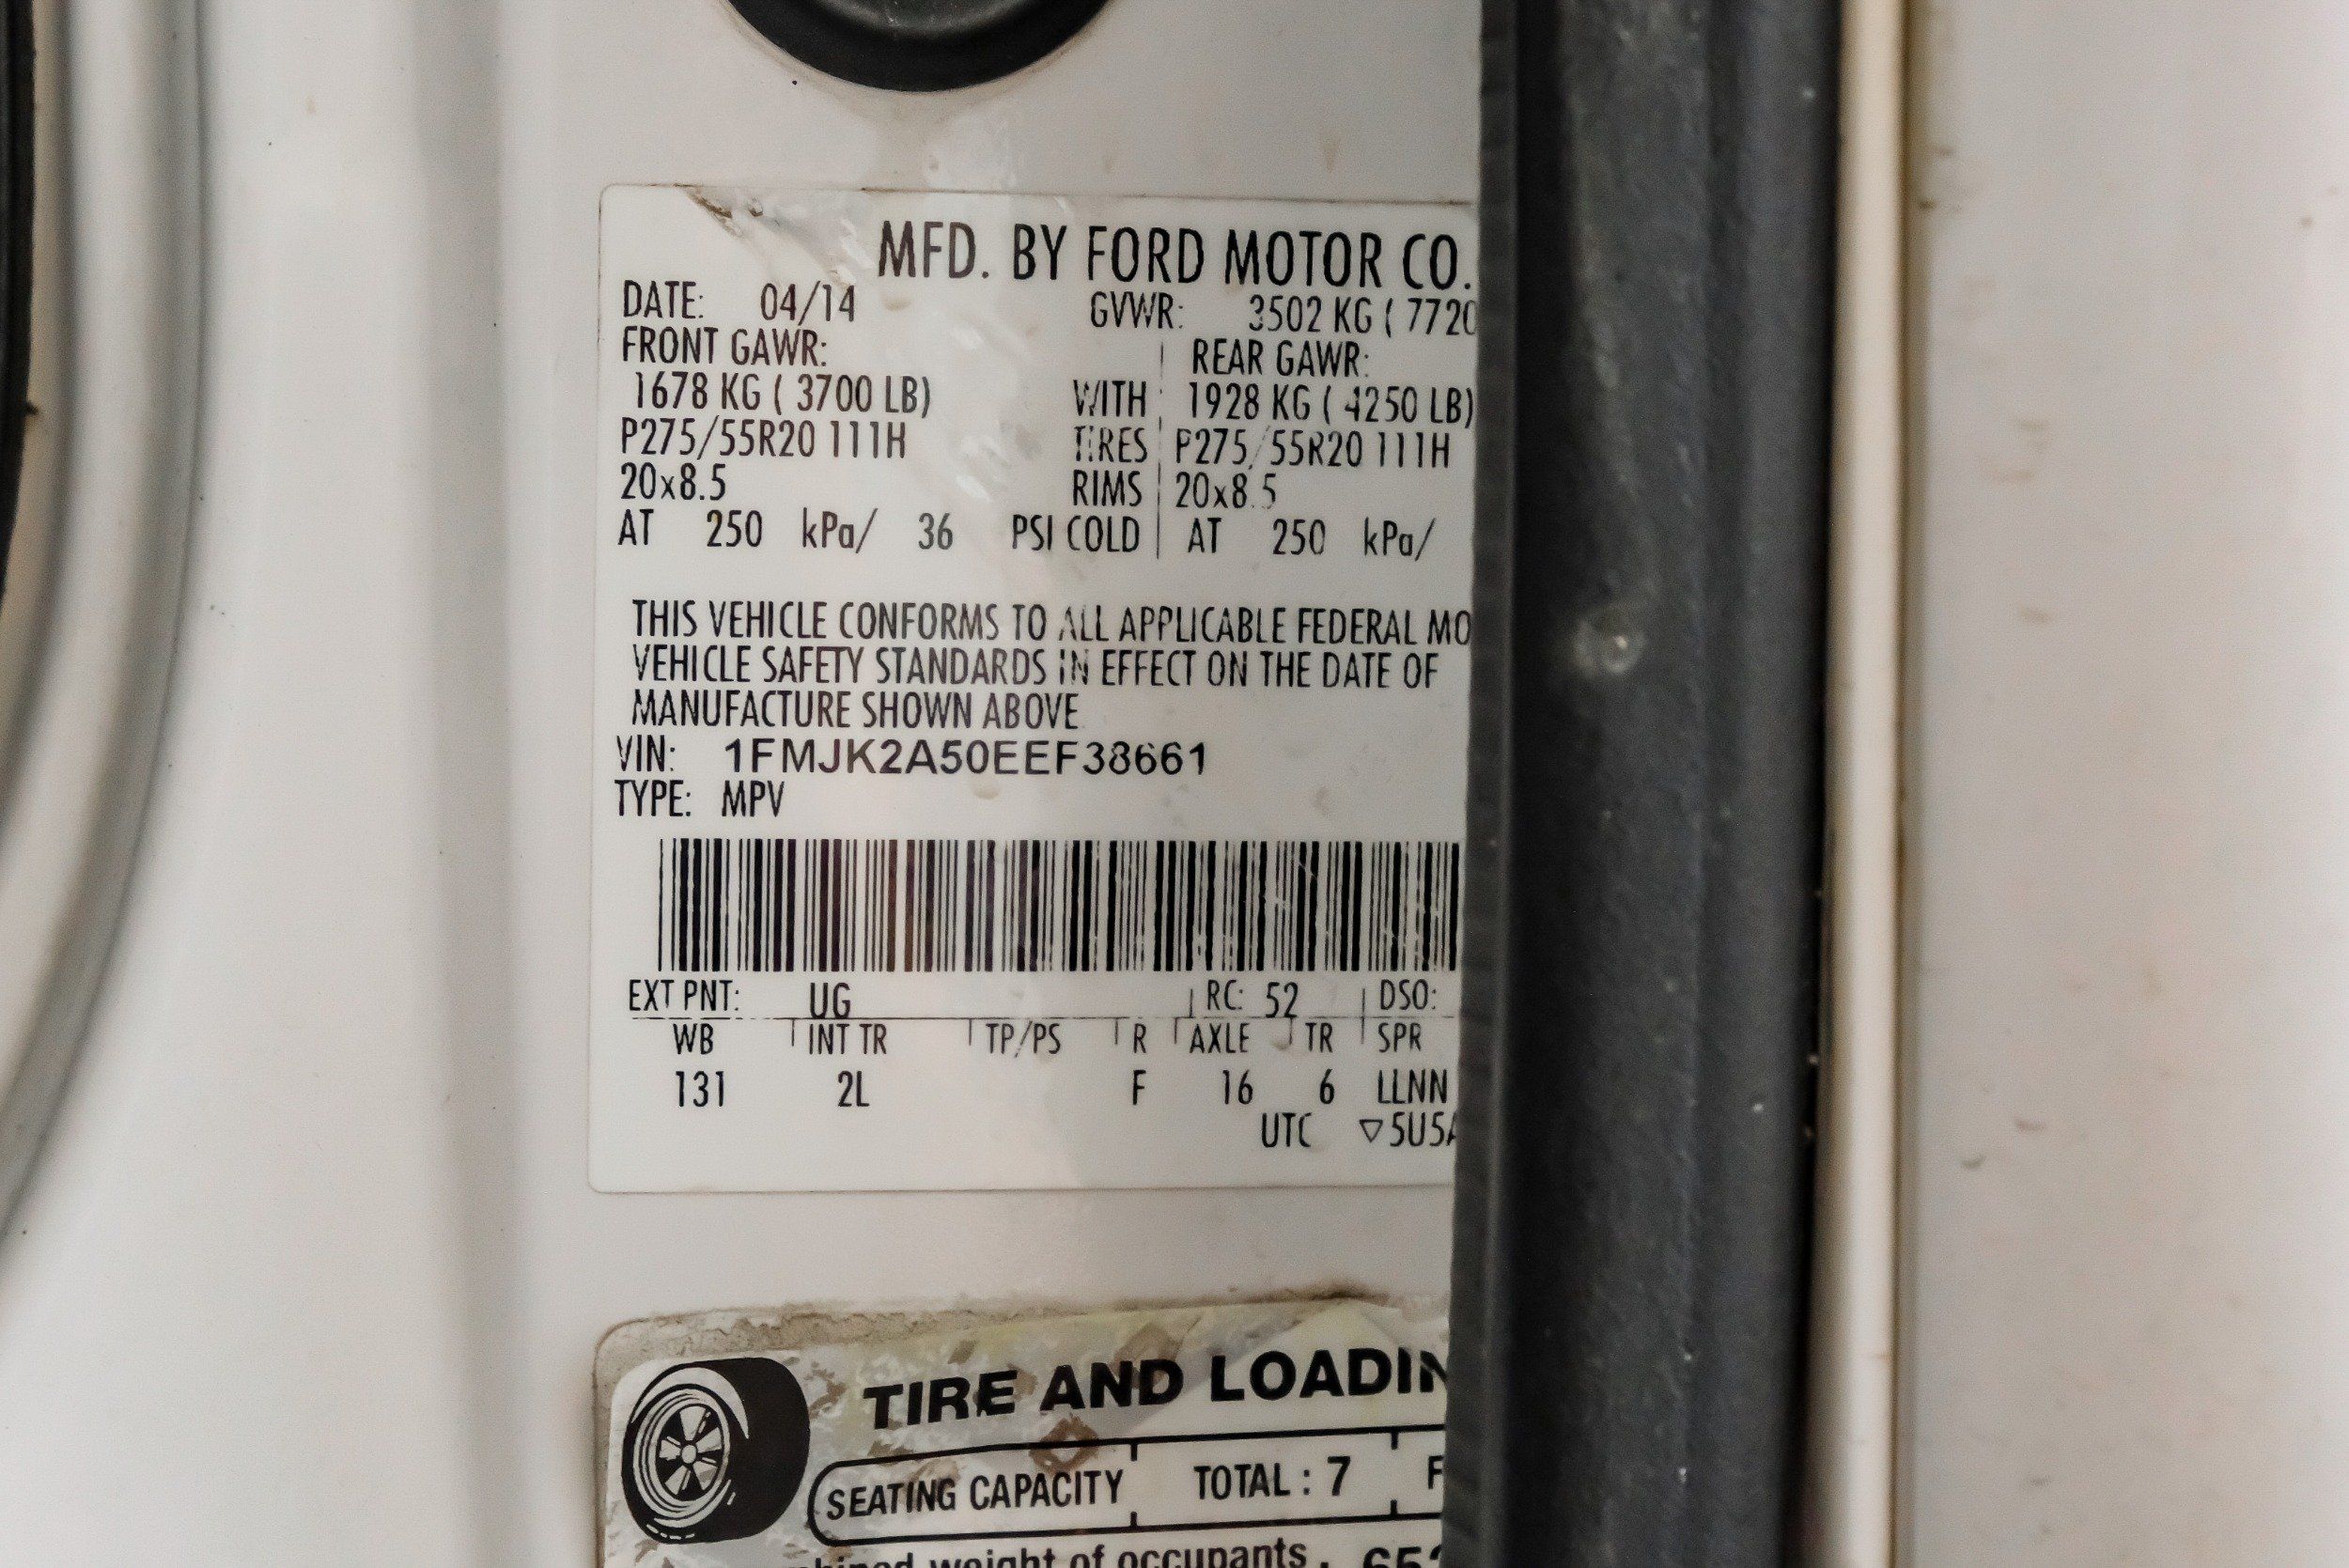 MFD. BY FORD MOTOR CO.
DATE: 04/14 GVWR: 3502 KG ( 7720
FRONT GAWR: REAR GAWR:
1678 KG ( 3700 LB) WITH 1928 KG ( 4250 LB)
P275/55R20 111H TIRES P275/55R20 111H
20x8.5 RIMS 20x8.5
AT 250 kPa/ 36 PSI COLD AT 250 kPa/
THIS VEHICLE CONFORMS TO ALL APPLICABLE FEDERAL MO
VEHICLE SAFETY STANDARDS IN EFFECT ON THE DATE OF
MANUFACTURE SHOWN ABOVE
VIN: 1FMJK2A50EEF38661
TYPE: MPV
EXT PNT: UG RC: 52 DSO:
WB INT TR TP/PS R AXLE TR SPR
131 2L F 16 6 LLNN
UTC ▽5U5A
TIRE AND LOADIN
SEATING CAPACITY TOTAL : 7 F
weight of occupants